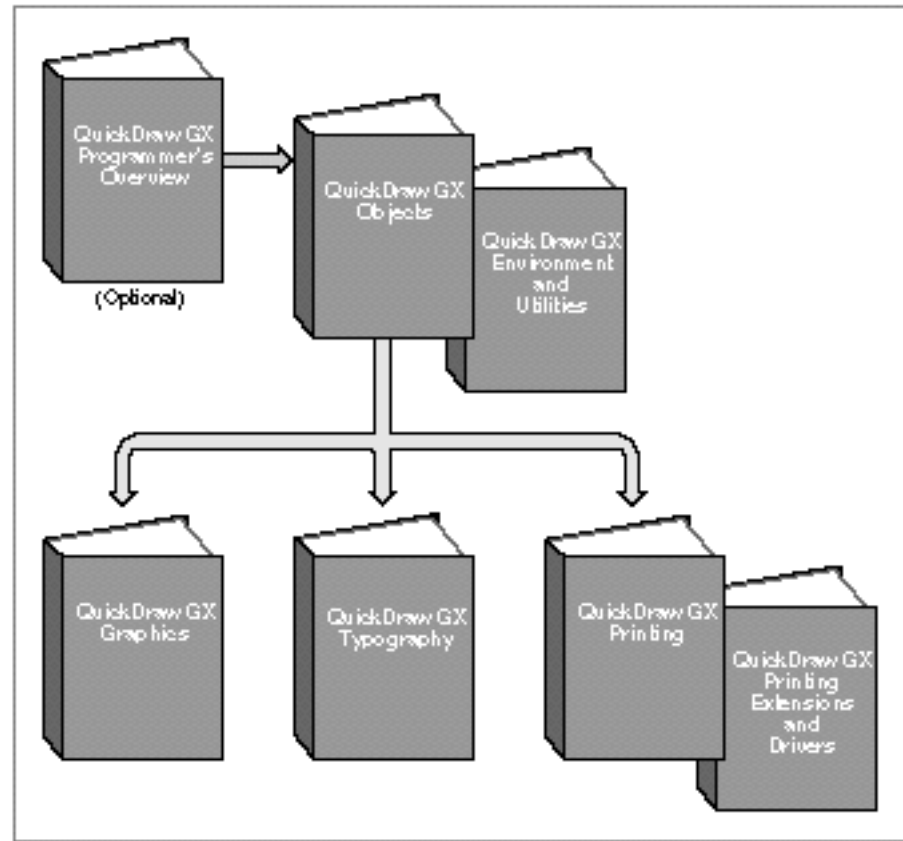 QuickDraw GX
Programmer's
Overview
(Optional)
QuickDraw GX
Objects
QuickDraw GX
Environment
and
Utilities
QuickDraw GX
Graphics
QuickDraw GX
Typography
QuickDraw GX
Printing
QuickDraw GX
Printing
Extensions
and
Drivers